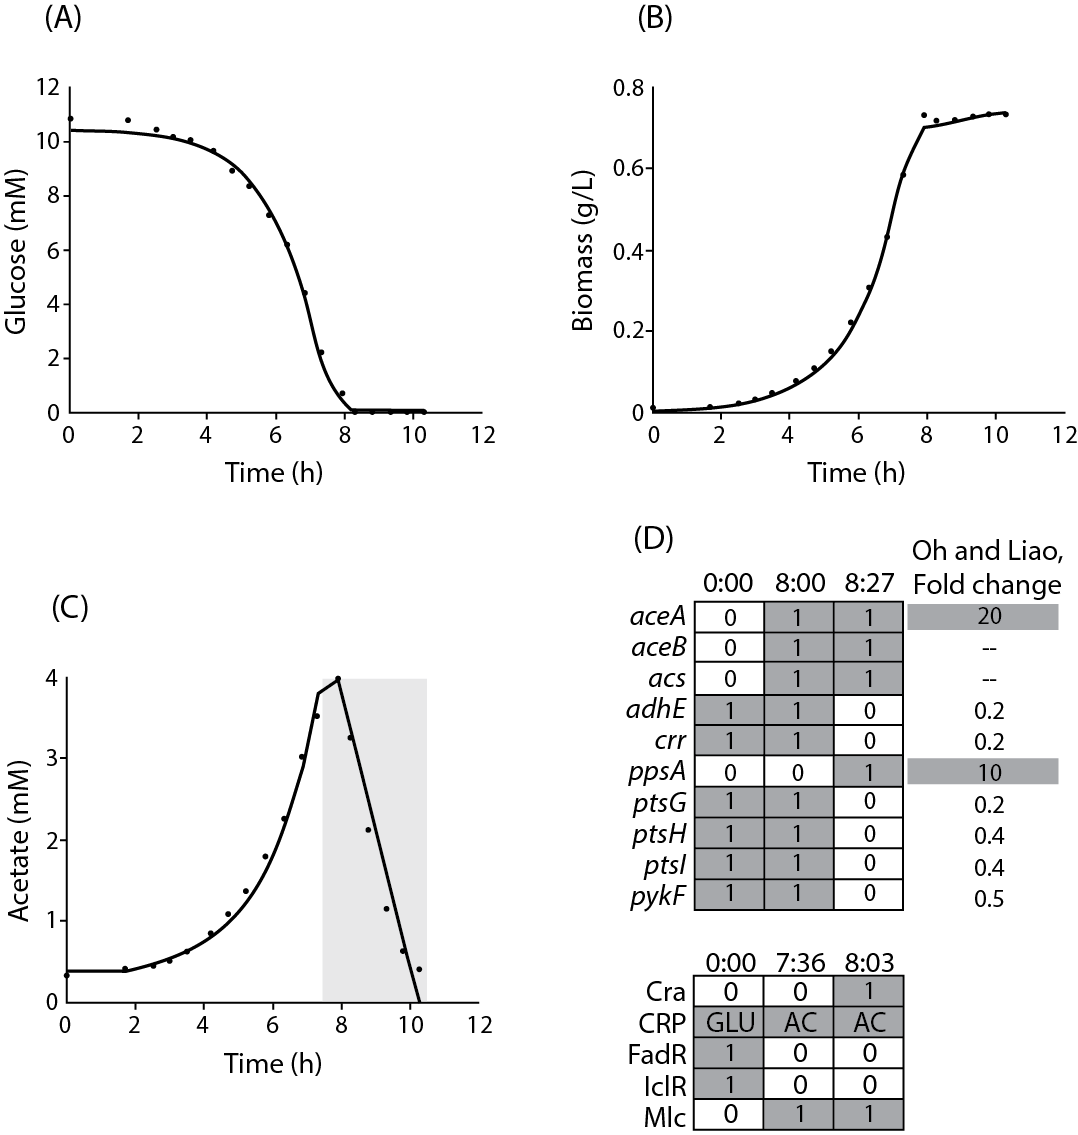 (A)
12
10
8
6
4
2
0
Glucose (mM)
0 2 4 6 8 10 12
Time (h)
(B)
0.8
0.6
0.4
0.2
0
Biomass (g/L)
0 2 4 6 8 10 12
Time (h)
(C)
4
3
2
1
0
Acetate (mM)
0 2 4 6 8 10 12
Time (h)
(D)
Oh and Liao,
0:00 8:00 8:27 Fold change
aceA 0 1 1 20
aceB 0 1 1 --
acs 0 1 1 --
adhE 1 1 0 0.2
crr 1 1 0 0.2
ppsA 0 0 1 10
ptsG 1 1 0 0.2
ptsH 1 1 0 0.4
ptsI 1 1 0 0.4
pykF 1 1 0 0.5
0:00 7:36 8:03
Cra 0 0 1
CRP GLU AC AC
FadR 1 0 0
IclR 1 0 0
Mlc 0 1 1